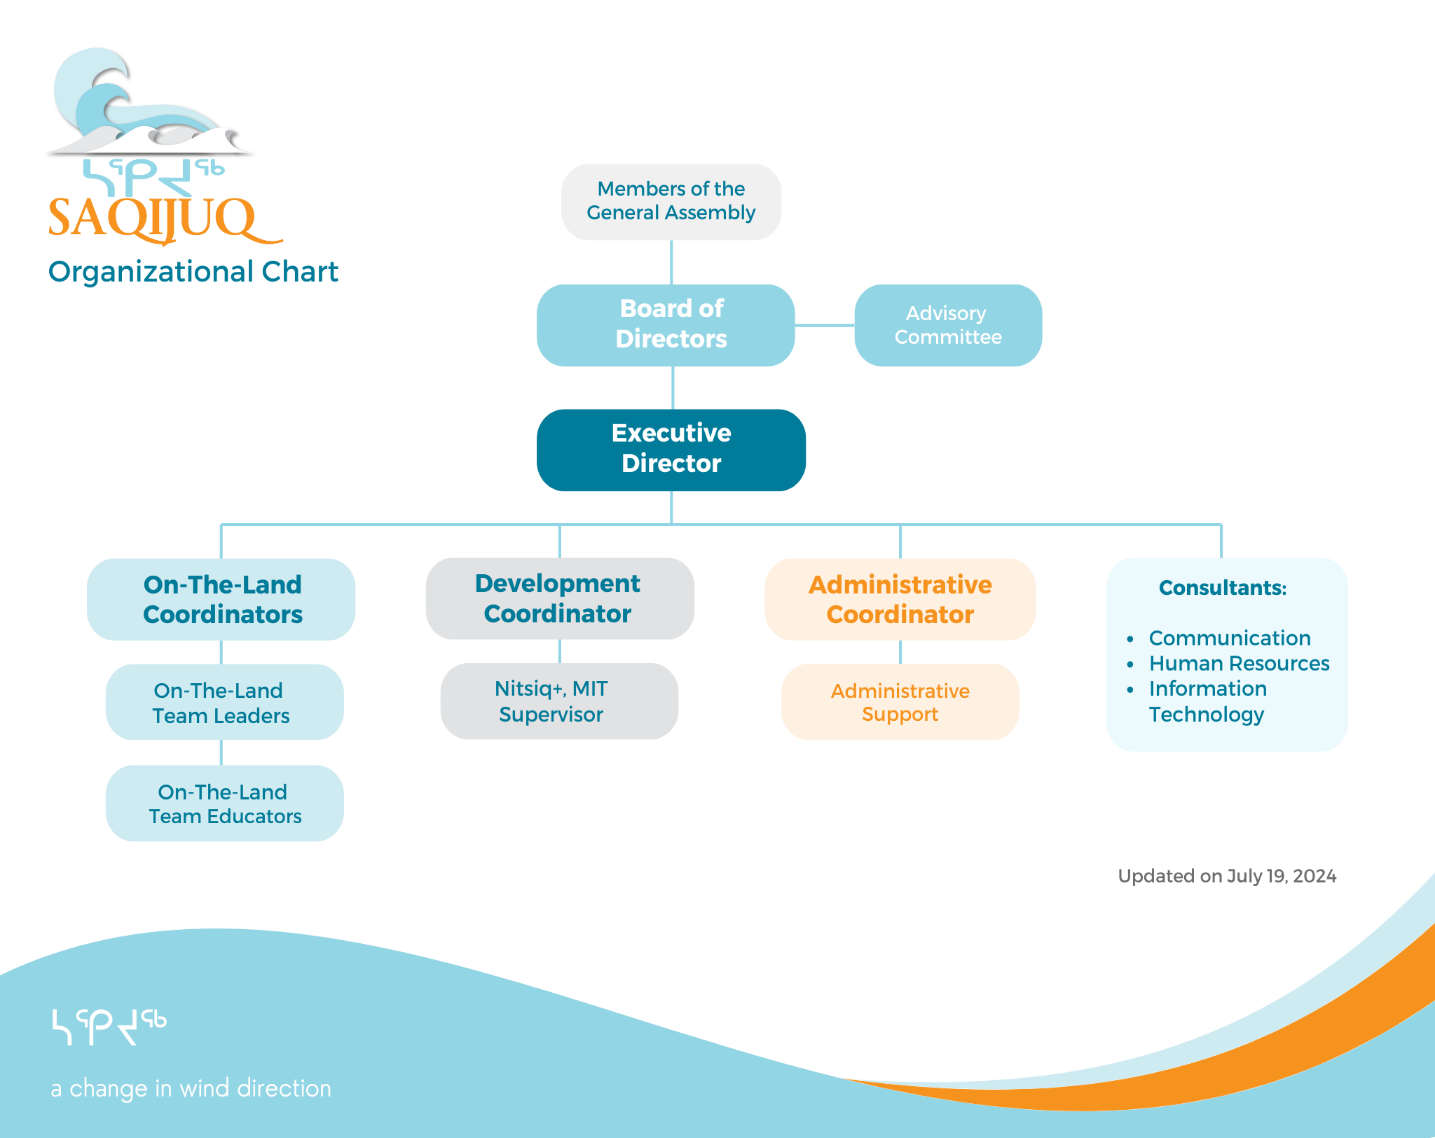 ᓴᕿᔪᖅ
SAQIJUQ
Organizational Chart
Members of the
General Assembly
Board of
Directors
Advisory
Committee
Executive
Director
On-The-Land
Coordinators
On-The-Land
Team Leaders
On-The-Land
Team Educators
Development
Coordinator
Nitsiq+, MIT
Supervisor
Administrative
Coordinator
Administrative
Support
Consultants:
• Communication
• Human Resources
• Information
Technology
Updated on July 19, 2024
ᓴᕿᔪᖅ
a change in wind direction